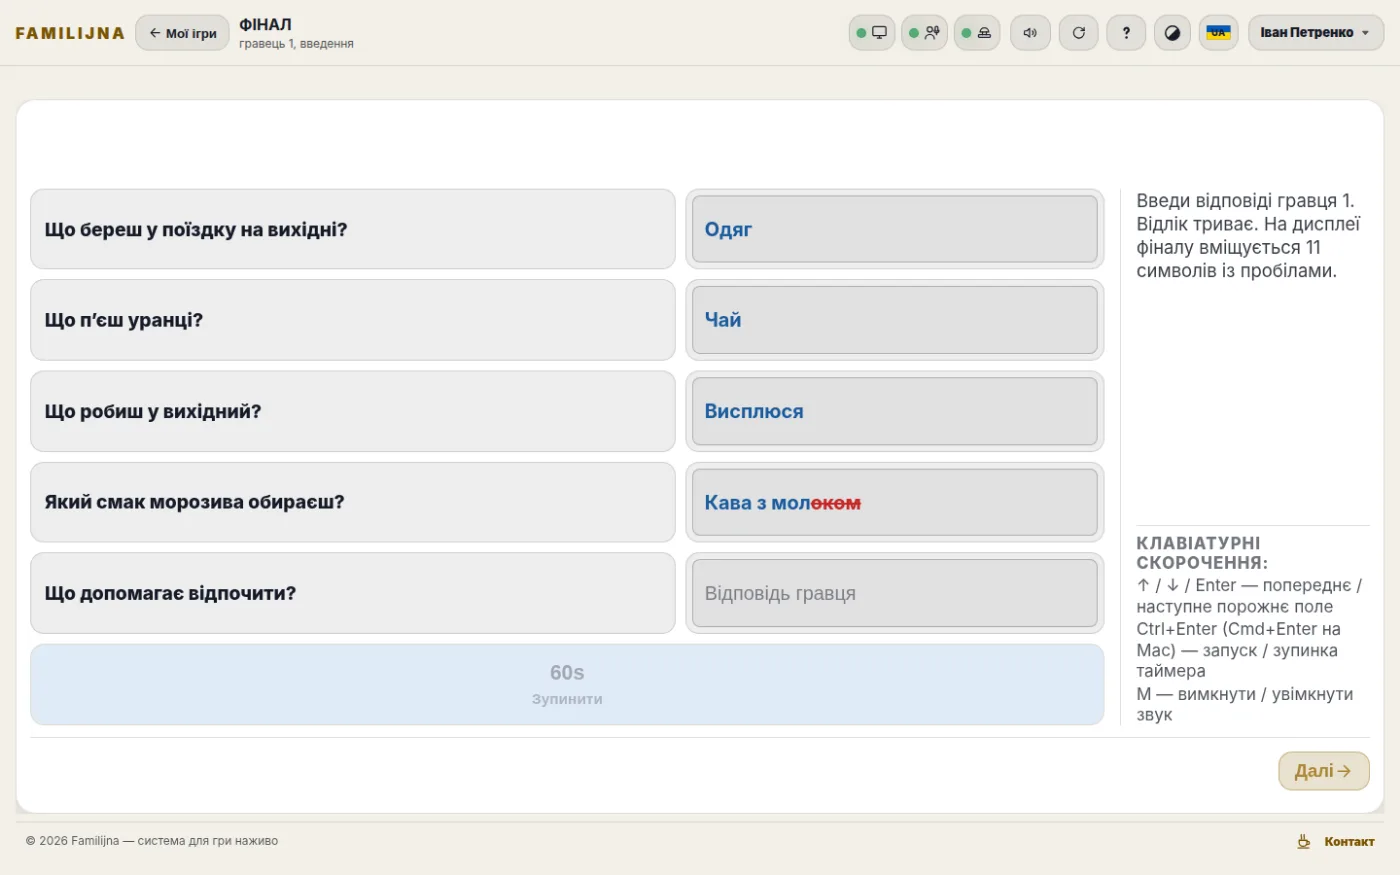 FAMILIJNA
← Мої ігри
ФІНАЛ
гравець 1, введення
?
UA
Іван Петренко
Що береш у поїздку на вихідні?
Одяг
Що п’єш уранці?
Чай
Що робиш у вихідний?
Висплюся
Який смак морозива обираєш?
Кава з молоком
Що допомагає відпочити?
Відповідь гравця
60s
Зупинити
Введи відповіді гравця 1.
Відлік триває. На дисплеї
фіналу вміщується 11
символів із пробілами.
КЛАВІАТУРНІ
СКОРОЧЕННЯ:
↑ / ↓ / Enter — попереднє /
наступне порожнє поле
Ctrl+Enter (Cmd+Enter на
Mac) — запуск / зупинка
таймера
M — вимкнути / увімкнути
звук
Далі →
© 2026 Familijna — система для гри наживо
Контакт